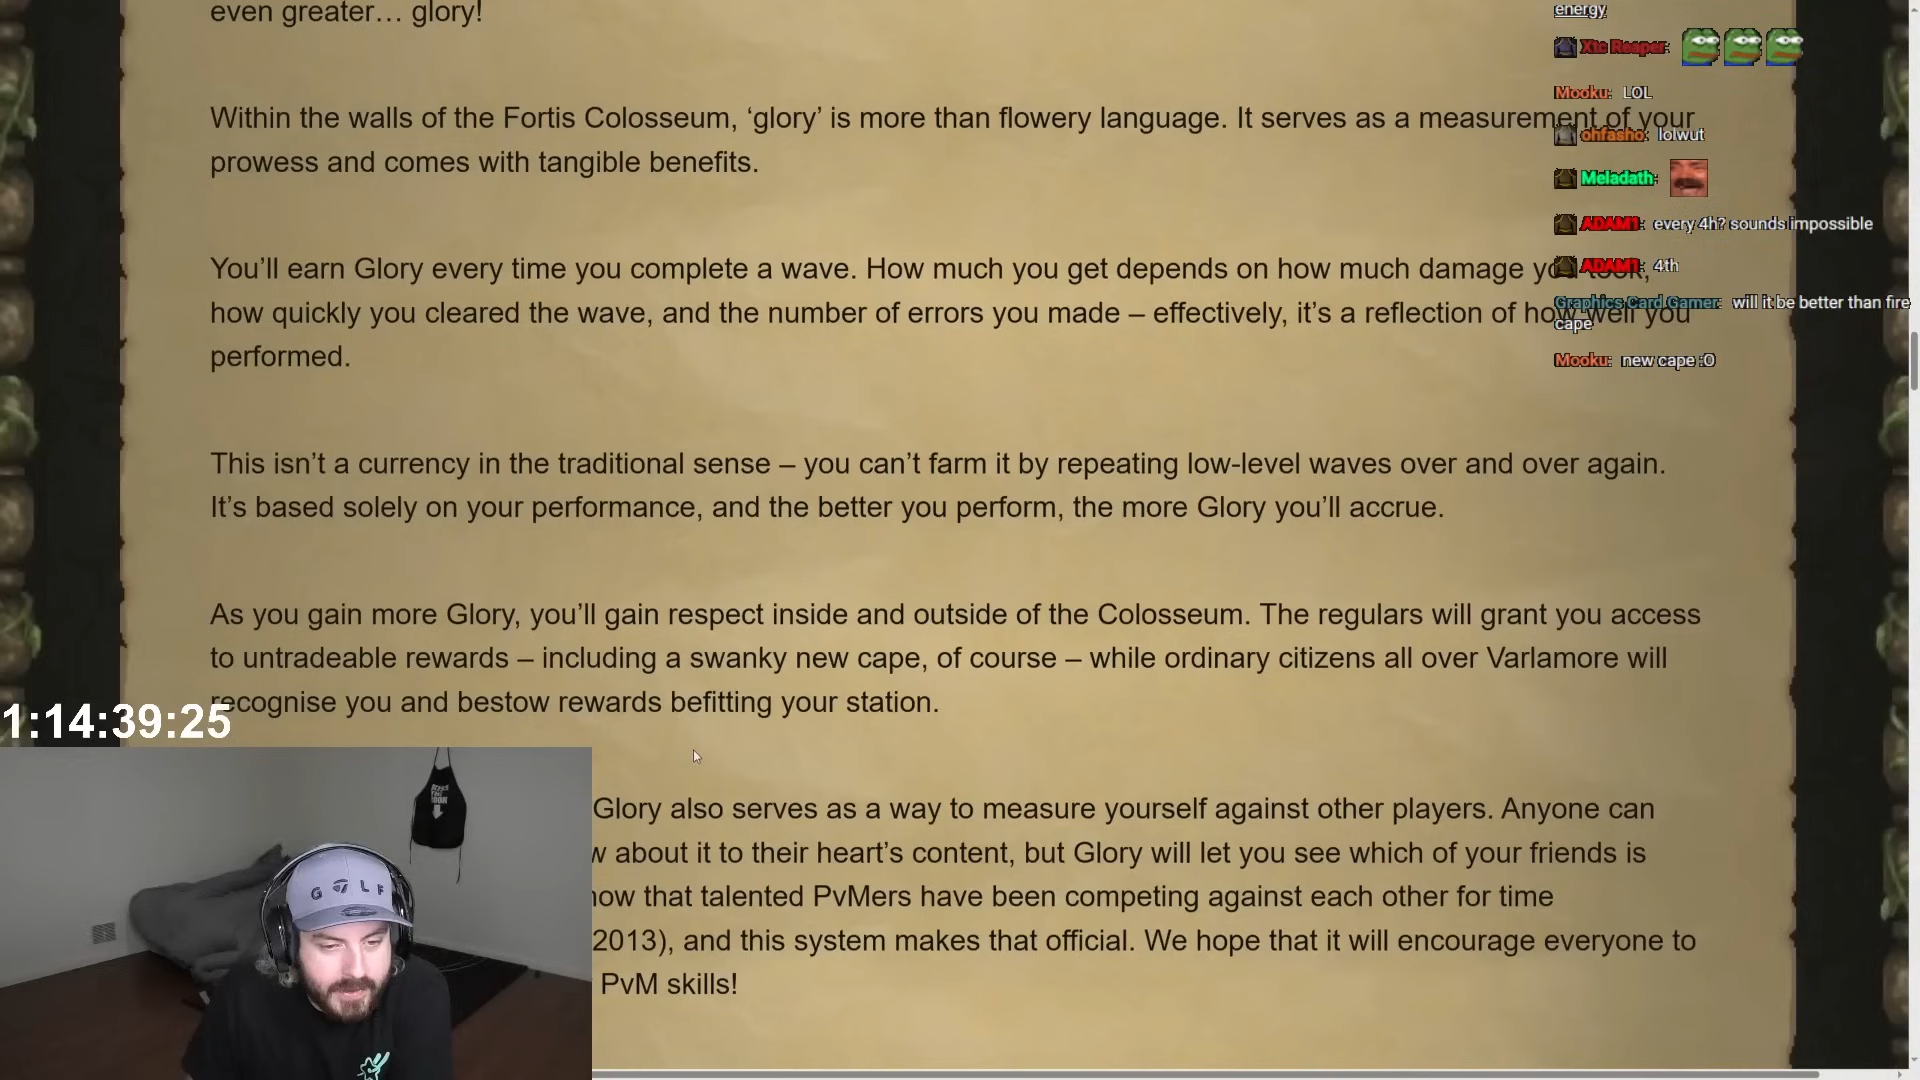 even greater… glory!
Within the walls of the Fortis Colosseum, ‘glory’ is more than flowery language. It serves as a measurement of your
prowess and comes with tangible benefits.
You’ll earn Glory every time you complete a wave. How much you get depends on how much damage you took,
how quickly you cleared the wave, and the number of errors you made – effectively, it’s a reflection of how well you
performed.
This isn’t a currency in the traditional sense – you can’t farm it by repeating low-level waves over and over again.
It’s based solely on your performance, and the better you perform, the more Glory you’ll accrue.
As you gain more Glory, you’ll gain respect inside and outside of the Colosseum. The regulars will grant you access
to untradeable rewards – including a swanky new cape, of course – while ordinary citizens all over Varlamore will
recognise you and bestow rewards befitting your station.
Glory also serves as a way to measure yourself against other players. Anyone can
about it to their heart’s content, but Glory will let you see which of your friends is
that talented PvMers have been competing against each other for time
2013), and this system makes that official. We hope that it will encourage everyone to
PvM skills!
energy
Xtc Reaper:
Mooku: LOL
ohfasho: lolwut
Meladath:
ADAM1: every 4h? sounds impossible
ADAM1: 4th
Graphics Card Gamer: will it be better than fire
cape
Mooku: new cape :O
1:14:39:25
GOLF